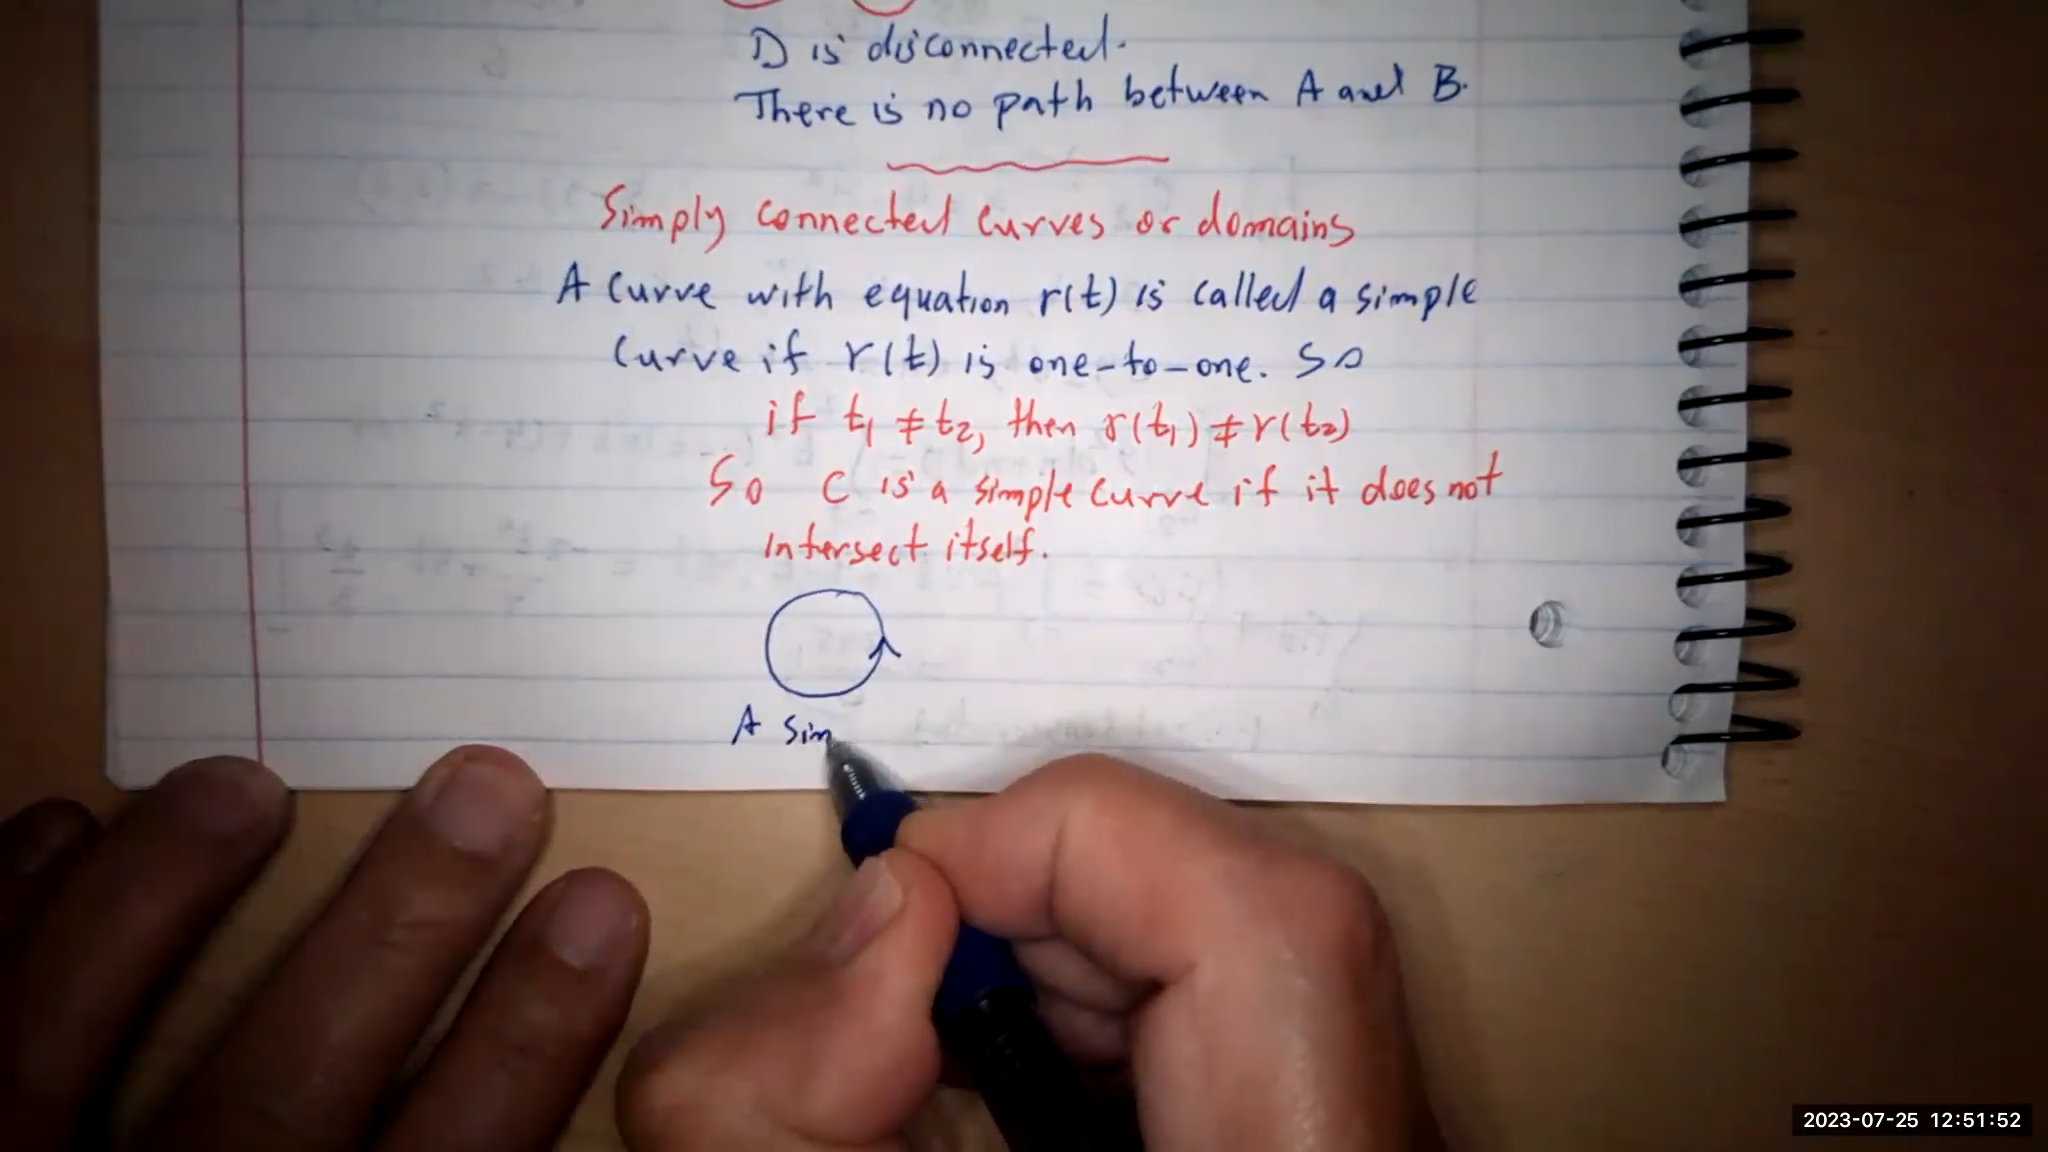 D is disconnected.
There is no path between A and B.
Simply connected curves or domains
A curve with equation r(t) is called a simple
curve if r(t) is one-to-one. So
if t₁ ≠ t₂, then r(t₁) ≠ r(t₂)
So C is a simple curve if it does not
intersect itself.
A sim
2023-07-25 12:51:52